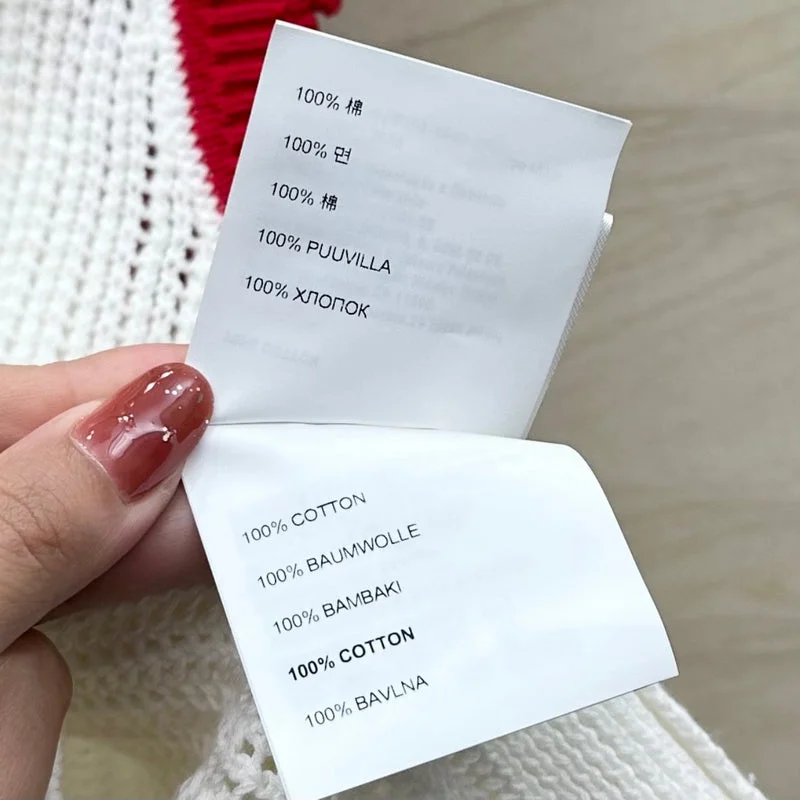 100% 棉
100% 면
100% 棉
100% PUUVILLA
100% ХЛОПОК
100% COTTON
100% BAUMWOLLE
100% BAMBAKI
100% COTTON
100% BAVLNA